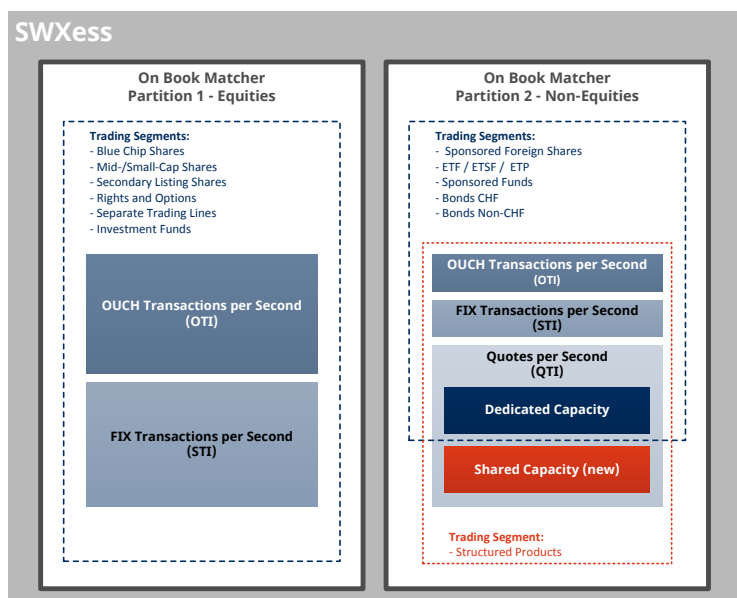 SWXess
On Book Matcher
Partition 1 - Equities
Trading Segments:
- Blue Chip Shares
- Mid-/Small-Cap Shares
- Secondary Listing Shares
- Rights and Options
- Separate Trading Lines
- Investment Funds
OUCH Transactions per Second
(OTI)
FIX Transactions per Second
(STI)
On Book Matcher
Partition 2 - Non-Equities
Trading Segments:
- Sponsored Foreign Shares
- ETF / ETSF / ETP
- Sponsored Funds
- Bonds CHF
- Bonds Non-CHF
OUCH Transactions per Second
(OTI)
FIX Transactions per Second
(STI)
Quotes per Second
(QTI)
Dedicated Capacity
Shared Capacity (new)
Trading Segment:
- Structured Products